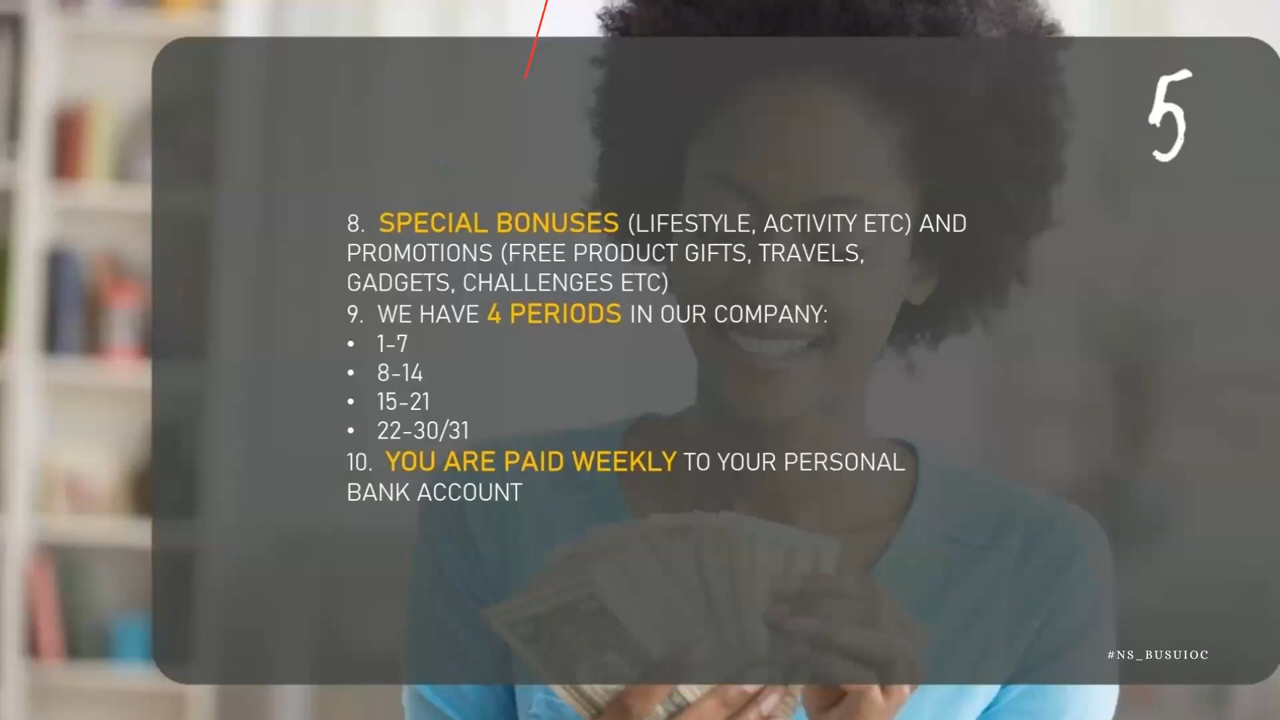 5
8. SPECIAL BONUSES (LIFESTYLE, ACTIVITY ETC) AND
PROMOTIONS (FREE PRODUCT GIFTS, TRAVELS,
GADGETS, CHALLENGES ETC)
9. WE HAVE 4 PERIODS IN OUR COMPANY:
• 1-7
• 8-14
• 15-21
• 22-30/31
10. YOU ARE PAID WEEKLY TO YOUR PERSONAL
BANK ACCOUNT
#NS_BUSUIOC